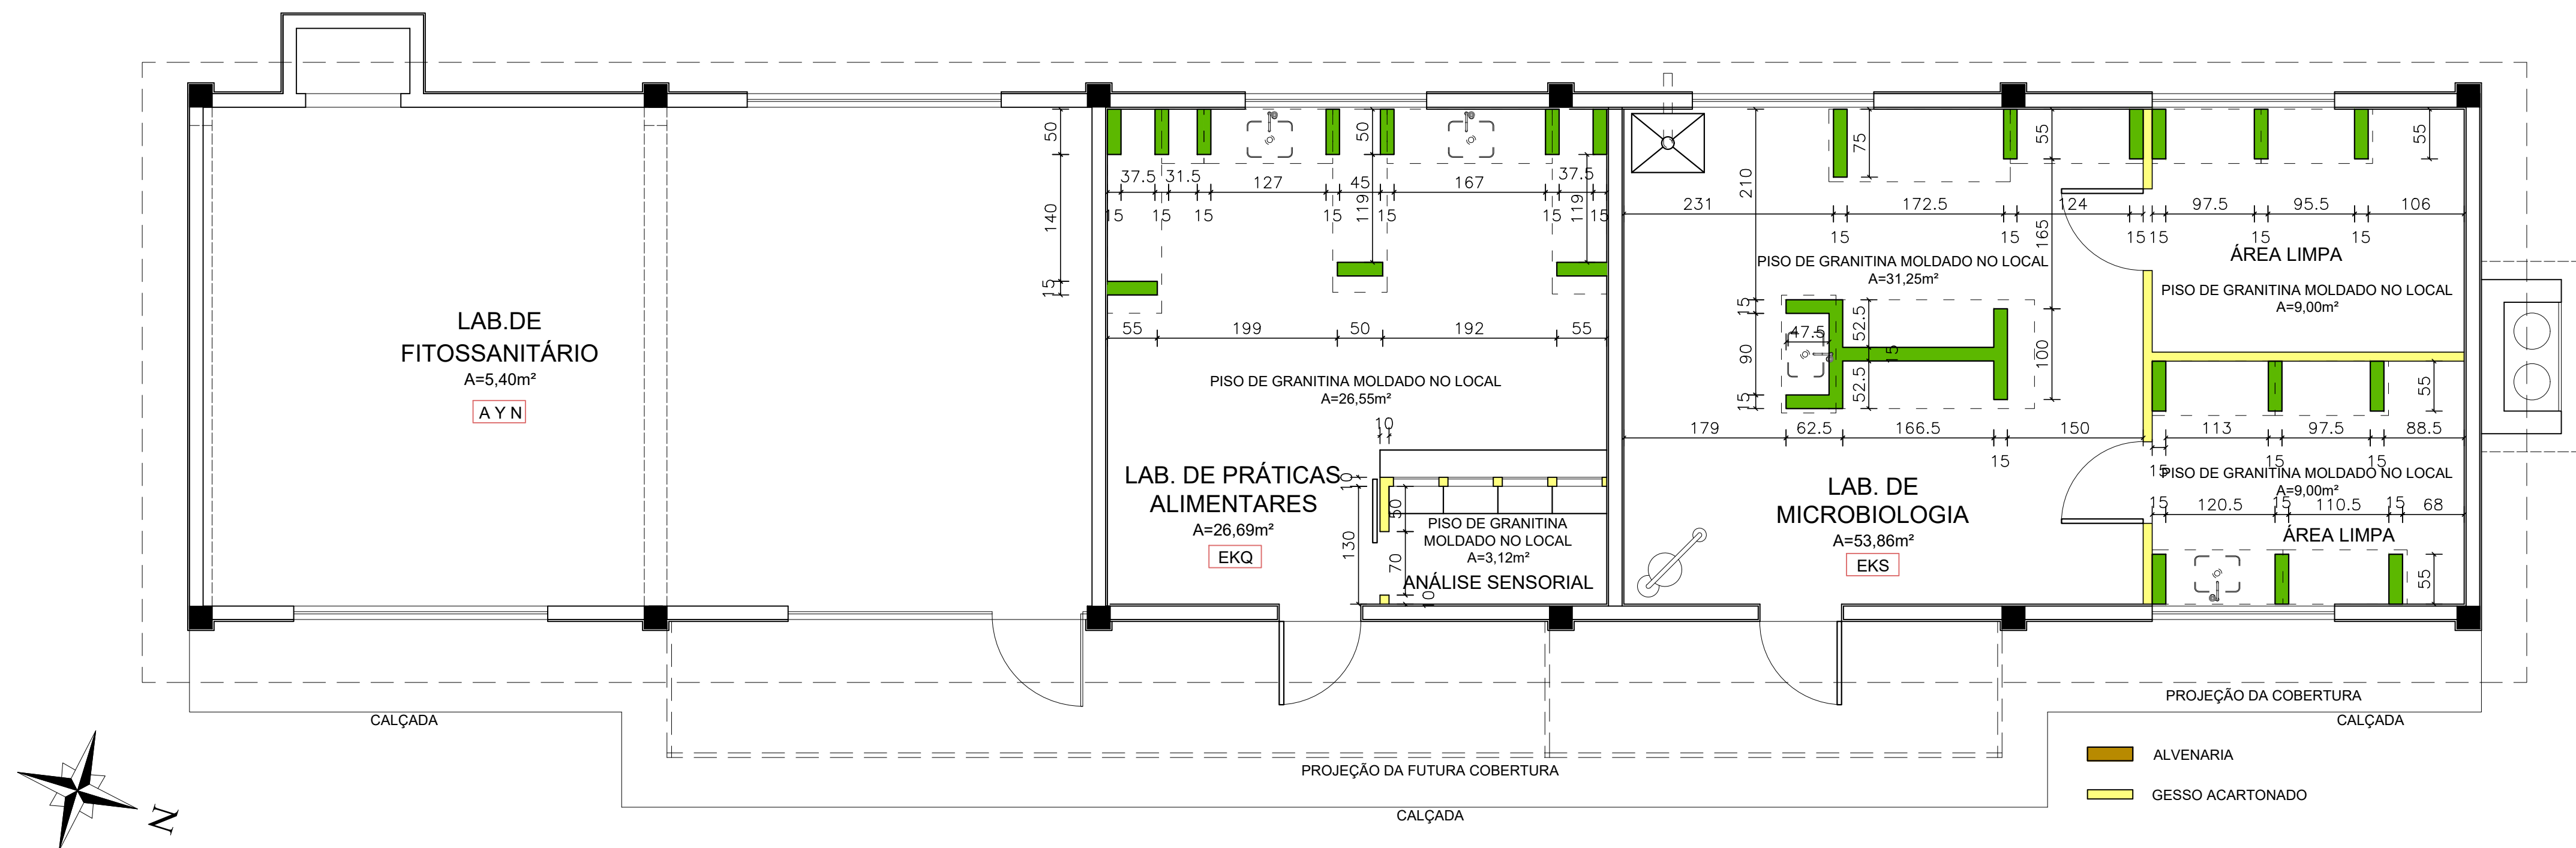 LAB.DE
FITOSSANITÁRIO
A=5,40m²
A Y N
50
140
15
37.5
31.5
127
45
167
37.5
15
15
15
15
15
15
15
50
119
119
55
199
50
192
55
PISO DE GRANITINA MOLDADO NO LOCAL
A=26,55m²
LAB. DE PRÁTICAS
ALIMENTARES
A=26,69m²
EKQ
10
10
130
50
70
10
PISO DE GRANITINA
MOLDADO NO LOCAL
A=3,12m²
ANÁLISE SENSORIAL
210
75
55
231
172.5
124
15
15
15
165
PISO DE GRANITINA MOLDADO NO LOCAL
A=31,25m²
15
90
15
47.5
52.5
15
52.5
100
179
62.5
166.5
150
15
LAB. DE
MICROBIOLOGIA
A=53,86m²
EKS
55
97.5
95.5
106
15
15
15
ÁREA LIMPA
PISO DE GRANITINA MOLDADO NO LOCAL
A=9,00m²
55
113
97.5
88.5
15
15
15
PISO DE GRANITINA MOLDADO NO LOCAL
A=9,00m²
15
120.5
15
110.5
15
68
ÁREA LIMPA
55
PROJEÇÃO DA COBERTURA
CALÇADA
CALÇADA
PROJEÇÃO DA FUTURA COBERTURA
CALÇADA
ALVENARIA
GESSO ACARTONADO
N